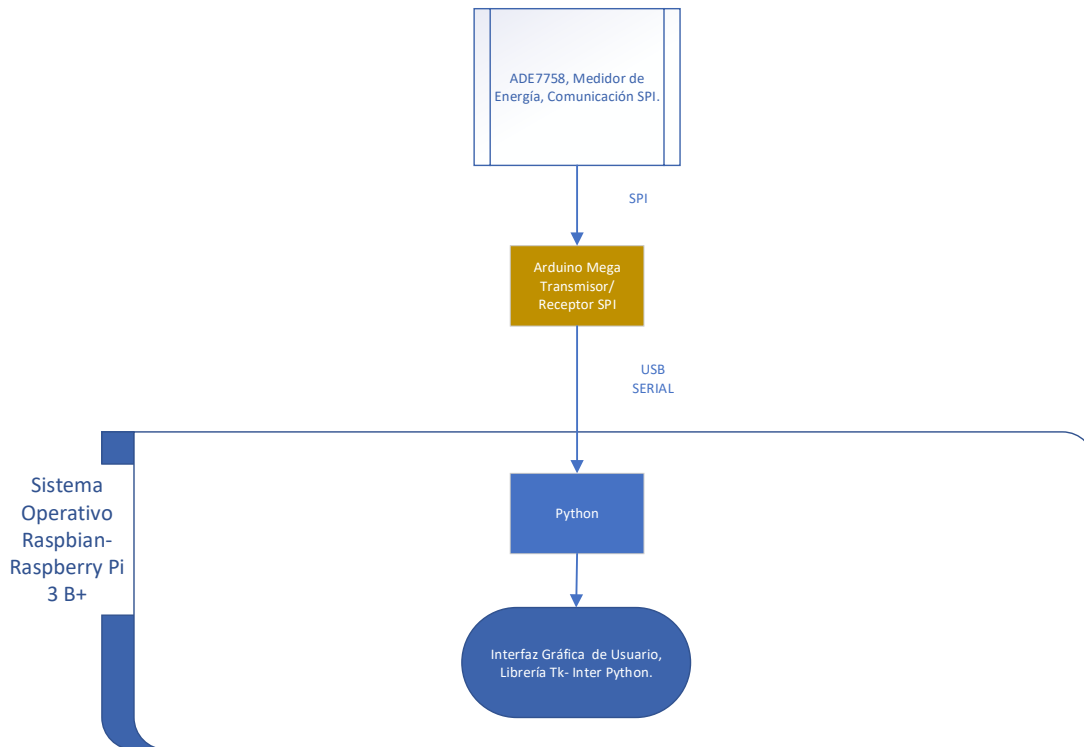 ADE7758, Medidor de
Energía, Comunicación SPI.
SPI
Arduino Mega
Transmisor/
Receptor SPI
USB
SERIAL
Sistema
Operativo
Raspbian-
Raspberry Pi
3 B+
Python
Interfaz Gráfica de Usuario,
Librería Tk- Inter Python.